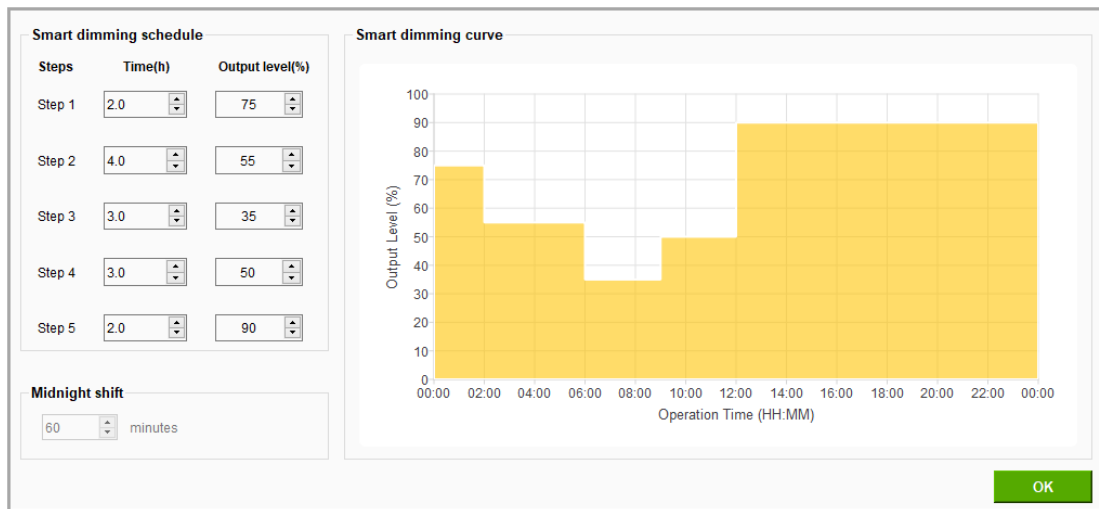 Smart dimming schedule
Steps Time(h) Output level(%)
Step 1 2.0 75
Step 2 4.0 55
Step 3 3.0 35
Step 4 3.0 50
Step 5 2.0 90
Midnight shift
60 minutes
Smart dimming curve
Output Level (%)
100
90
80
70
60
50
40
30
20
10
0
00:00 02:00 04:00 06:00 08:00 10:00 12:00 14:00 16:00 18:00 20:00 22:00 00:00
Operation Time (HH:MM)
OK